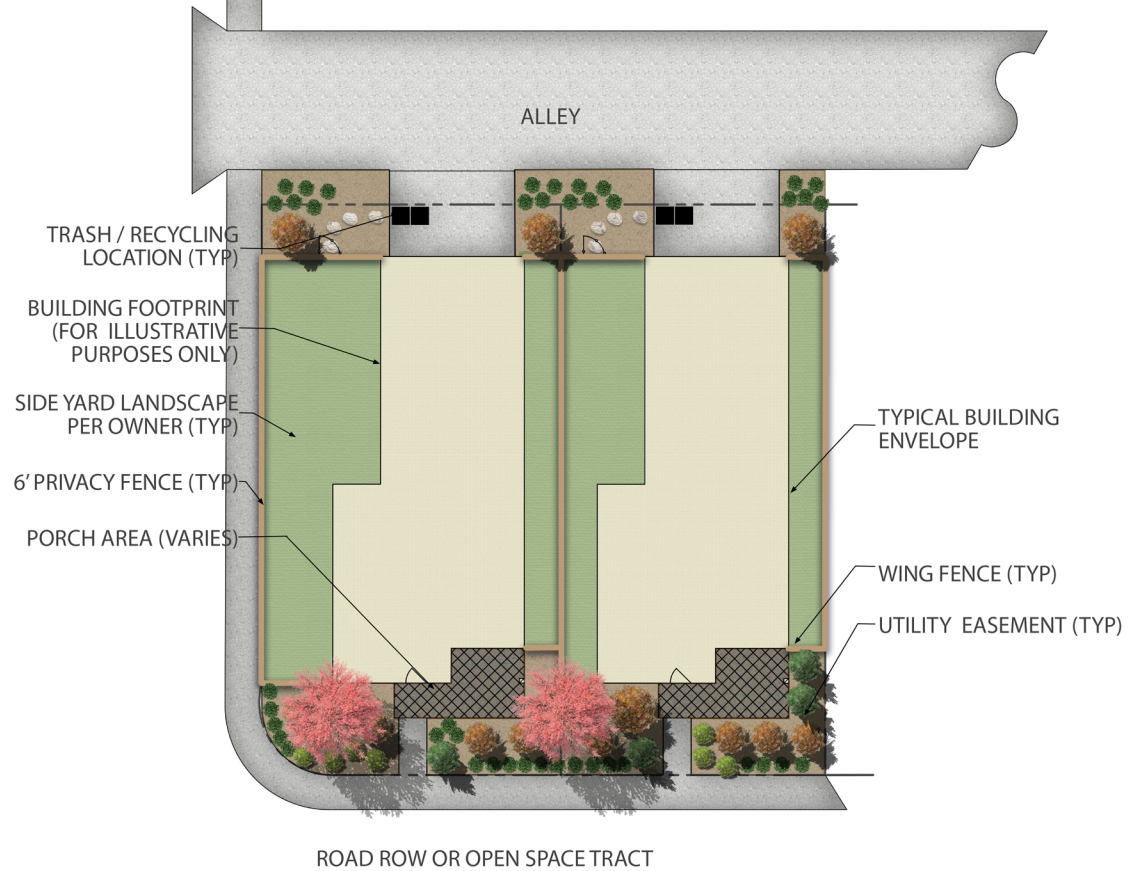 ALLEY
TRASH / RECYCLING
LOCATION (TYP)
BUILDING FOOTPRINT
(FOR ILLUSTRATIVE
PURPOSES ONLY)
SIDE YARD LANDSCAPE
PER OWNER (TYP)
6' PRIVACY FENCE (TYP)
PORCH AREA (VARIES)
TYPICAL BUILDING
ENVELOPE
WING FENCE (TYP)
UTILITY EASEMENT (TYP)
ROAD ROW OR OPEN SPACE TRACT